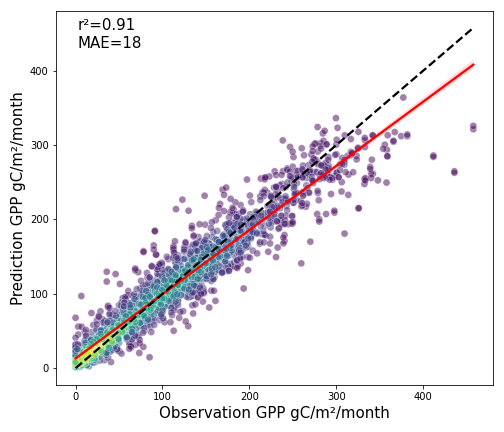 r²=0.91
MAE=18
400
300
200
100
0
Prediction GPP gC/m²/month
0 100 200 300 400
Observation GPP gC/m²/month